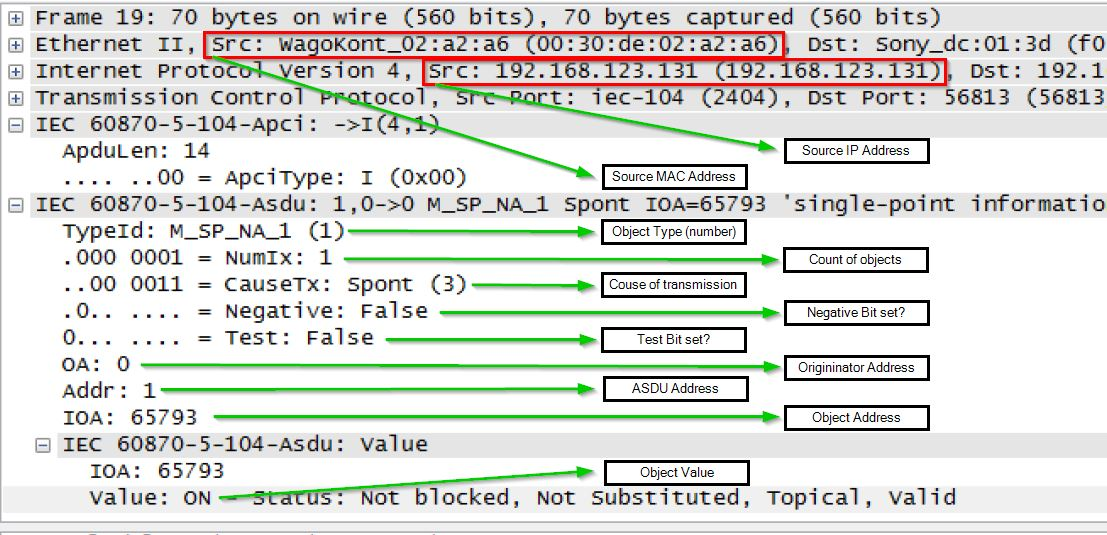 Frame 19: 70 bytes on wire (560 bits), 70 bytes captured (560 bits)
Ethernet II, Src: WagoKont_02:a2:a6 (00:30:de:02:a2:a6), Dst: Sony_dc:01:3d (f0
Internet Protocol Version 4, Src: 192.168.123.131 (192.168.123.131), Dst: 192.1
Transmission Control Protocol, Src Port: iec-104 (2404), Dst Port: 56813 (56813
IEC 60870-5-104-Apci: ->I(4,1)
ApduLen: 14
Source IP Address
.... ..00 = ApciType: I (0x00)
Source MAC Address
IEC 60870-5-104-Asdu: 1,0->0 M_SP_NA_1 Spont IOA=65793 'single-point informatio
TypeId: M_SP_NA_1 (1)
Object Type (number)
.000 0001 = NumIx: 1
Count of objects
..00 0011 = CauseTx: Spont (3)
Couse of transmission
.0.. .... = Negative: False
Negative Bit set?
0... .... = Test: False
Test Bit set?
OA: 0
Origininator Address
Addr: 1
ASDU Address
IOA: 65793
Object Address
IEC 60870-5-104-Asdu: Value
IOA: 65793
Object Value
Value: ON - Status: Not blocked, Not Substituted, Topical, Valid